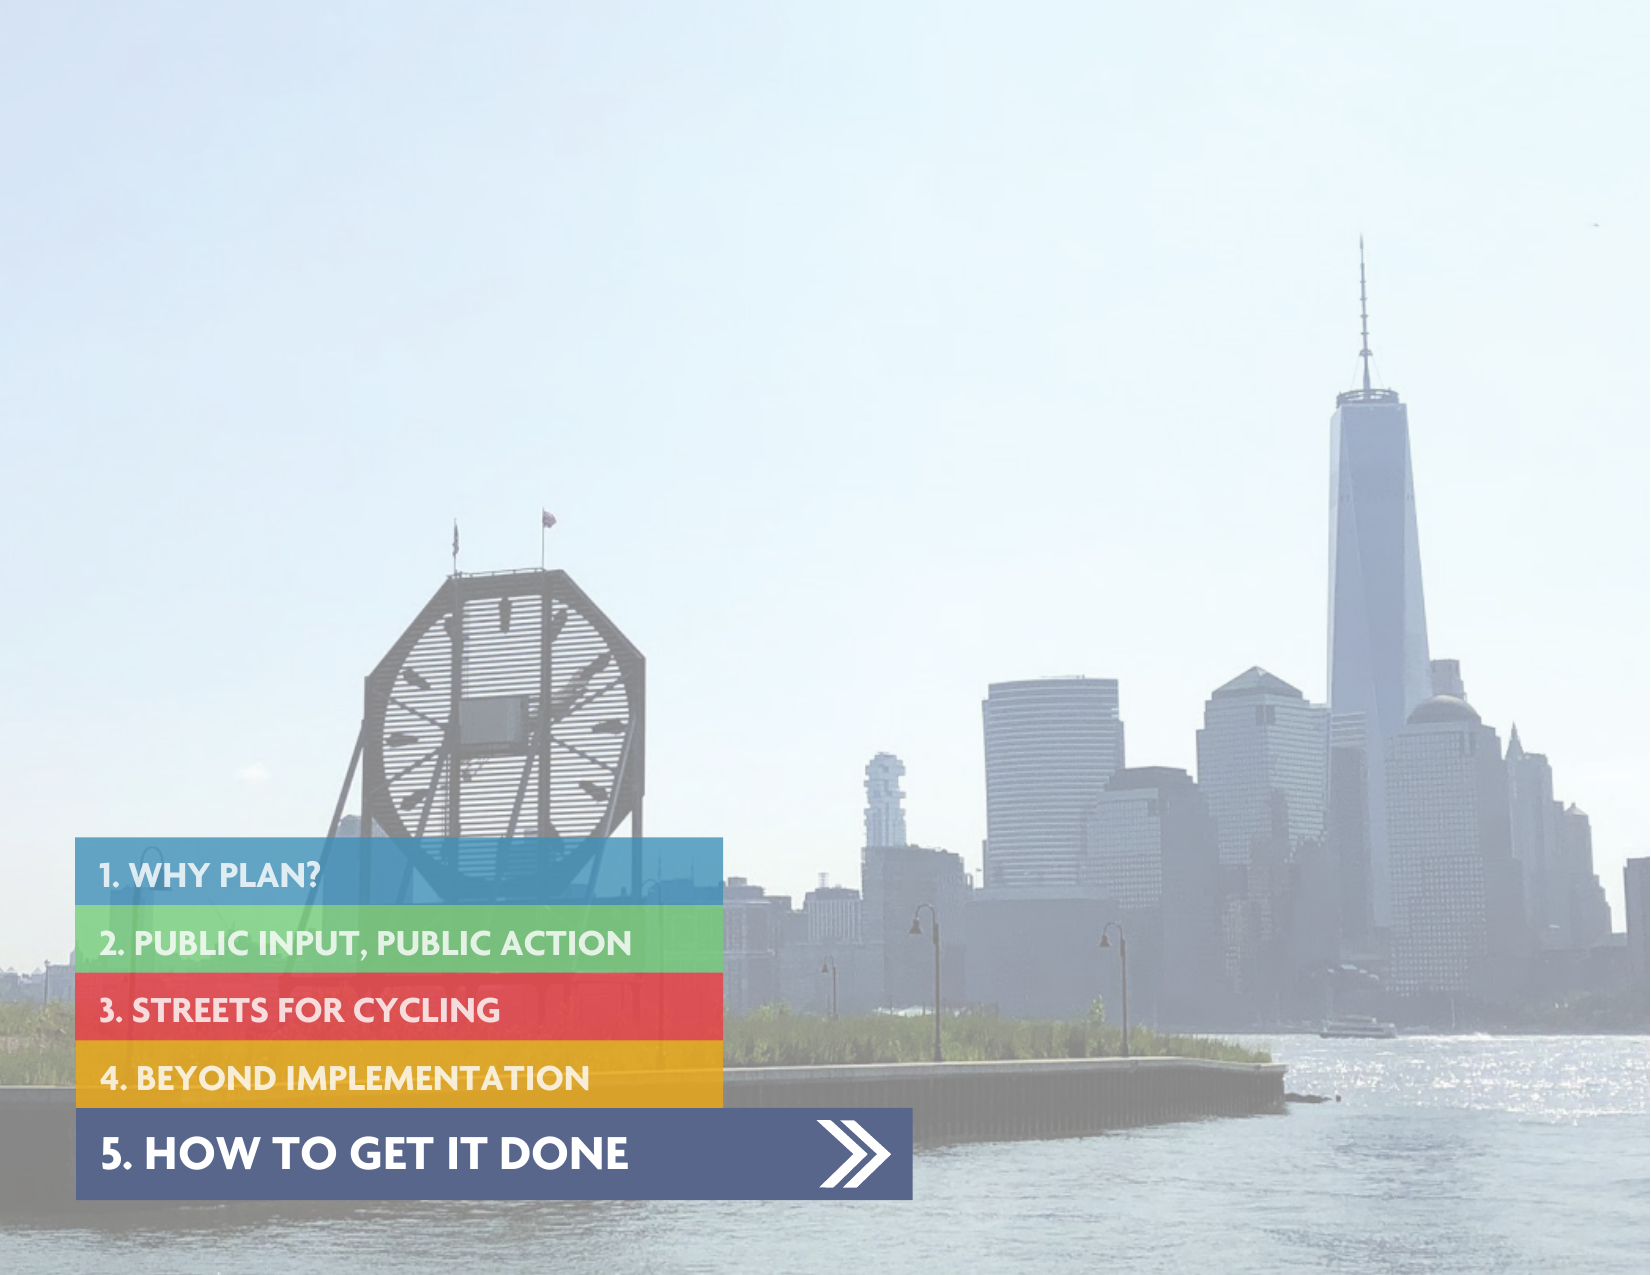 1. WHY PLAN?
2. PUBLIC INPUT, PUBLIC ACTION
3. STREETS FOR CYCLING
4. BEYOND IMPLEMENTATION
5. HOW TO GET IT DONE